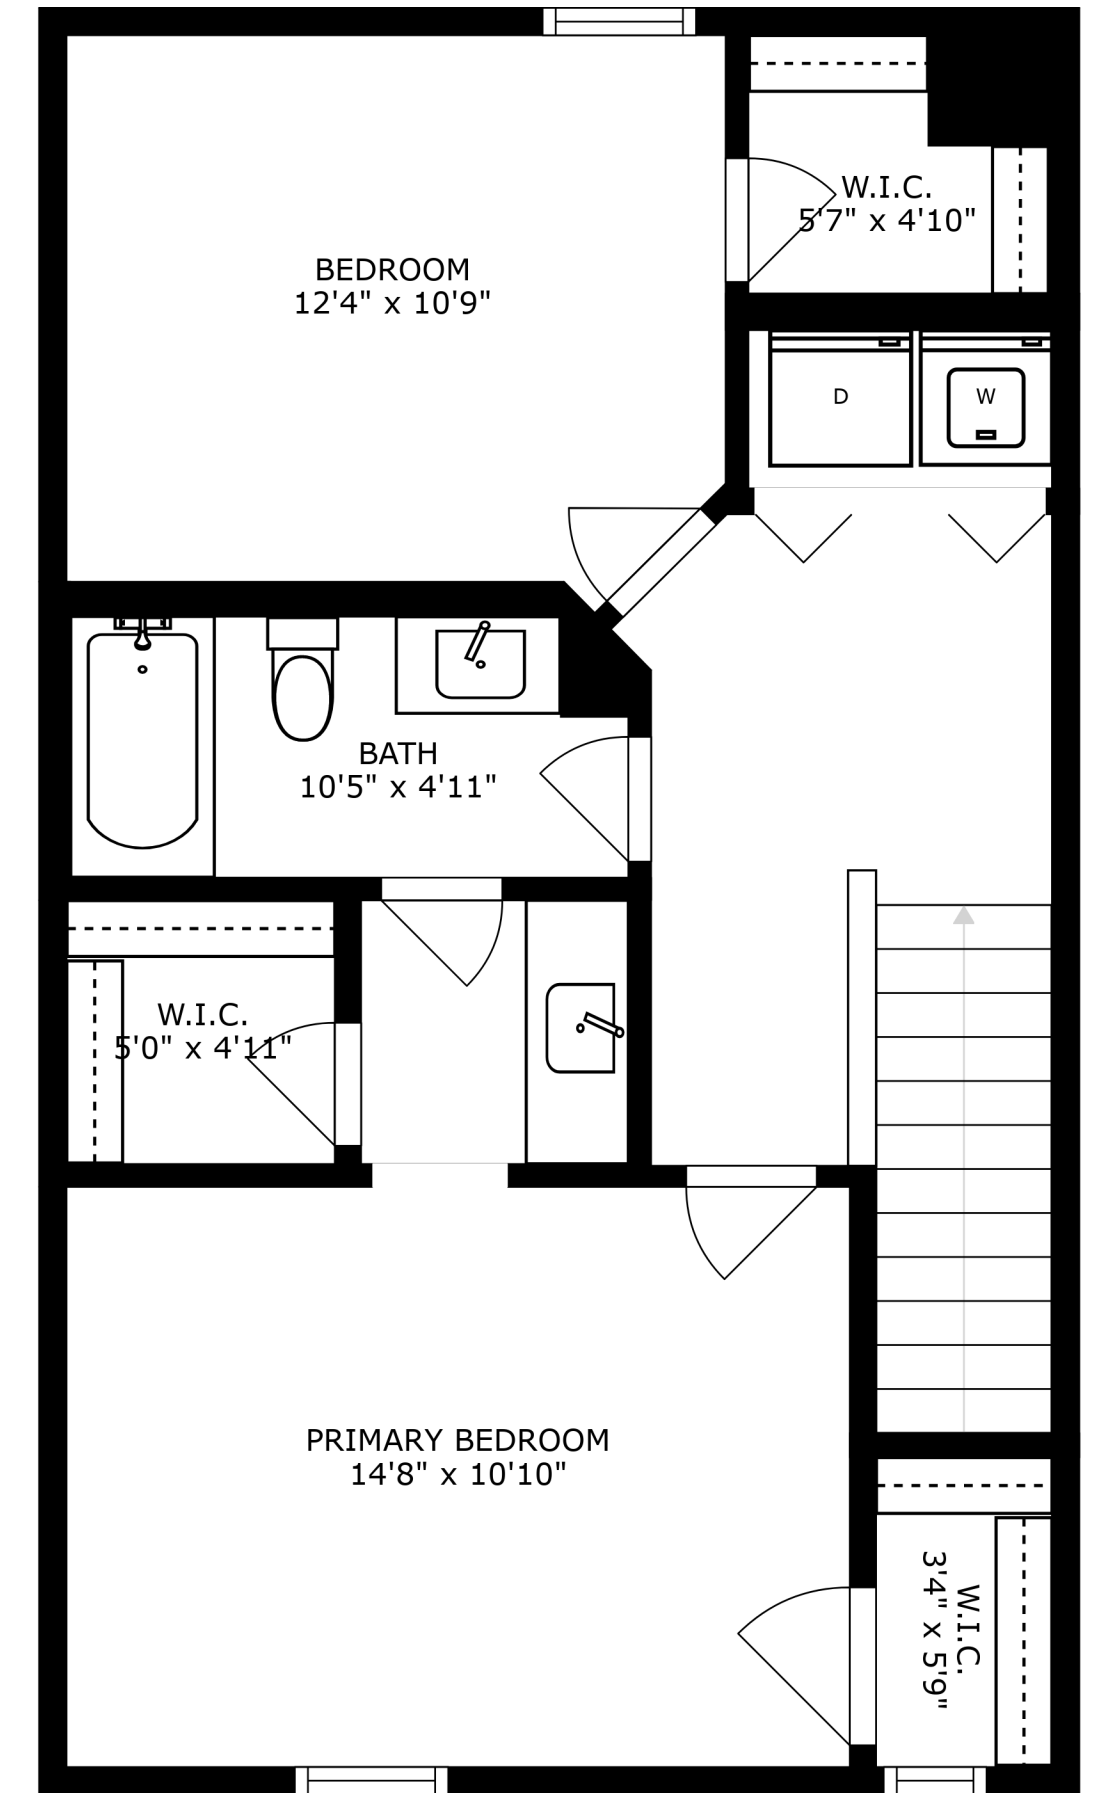 W.I.C.
5'7" x 4'10"
BEDROOM
12'4" x 10'9"
D
W
BATH
10'5" x 4'11"
W.I.C.
5'0" x 4'11"
PRIMARY BEDROOM
14'8" x 10'10"
W.I.C.
3'4" x 5'9"